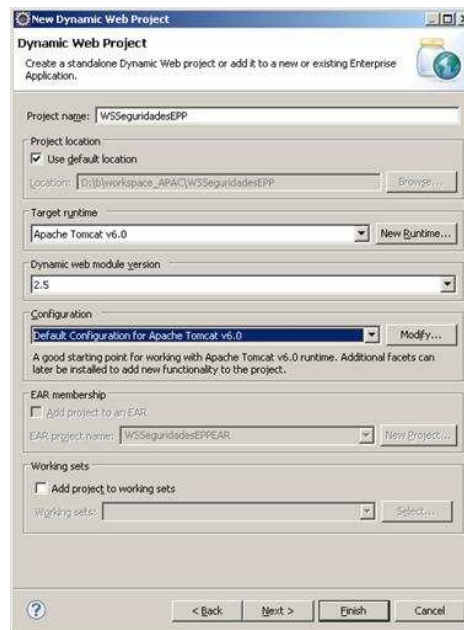 New Dynamic Web Project
Dynamic Web Project
Create a standalone Dynamic Web project or add it to a new or existing Enterprise
Application.
Project name: WSSeguridadesEPP
Project location
Use default location
Location: D:\b\workspace_APAC\WSSeguridadesEPP Browse...
Target runtime
Apache Tomcat v6.0 New Runtime...
Dynamic web module version
2.5
Configuration
Default Configuration for Apache Tomcat v6.0 Modify...
A good starting point for working with Apache Tomcat v6.0 runtime. Additional facets can
later be installed to add new functionality to the project.
EAR membership
Add project to an EAR
EAR project name: WSSeguridadesEPPEAR New Project...
Working sets
Add project to working sets
Working sets: Select...
? < Back Next > Finish Cancel